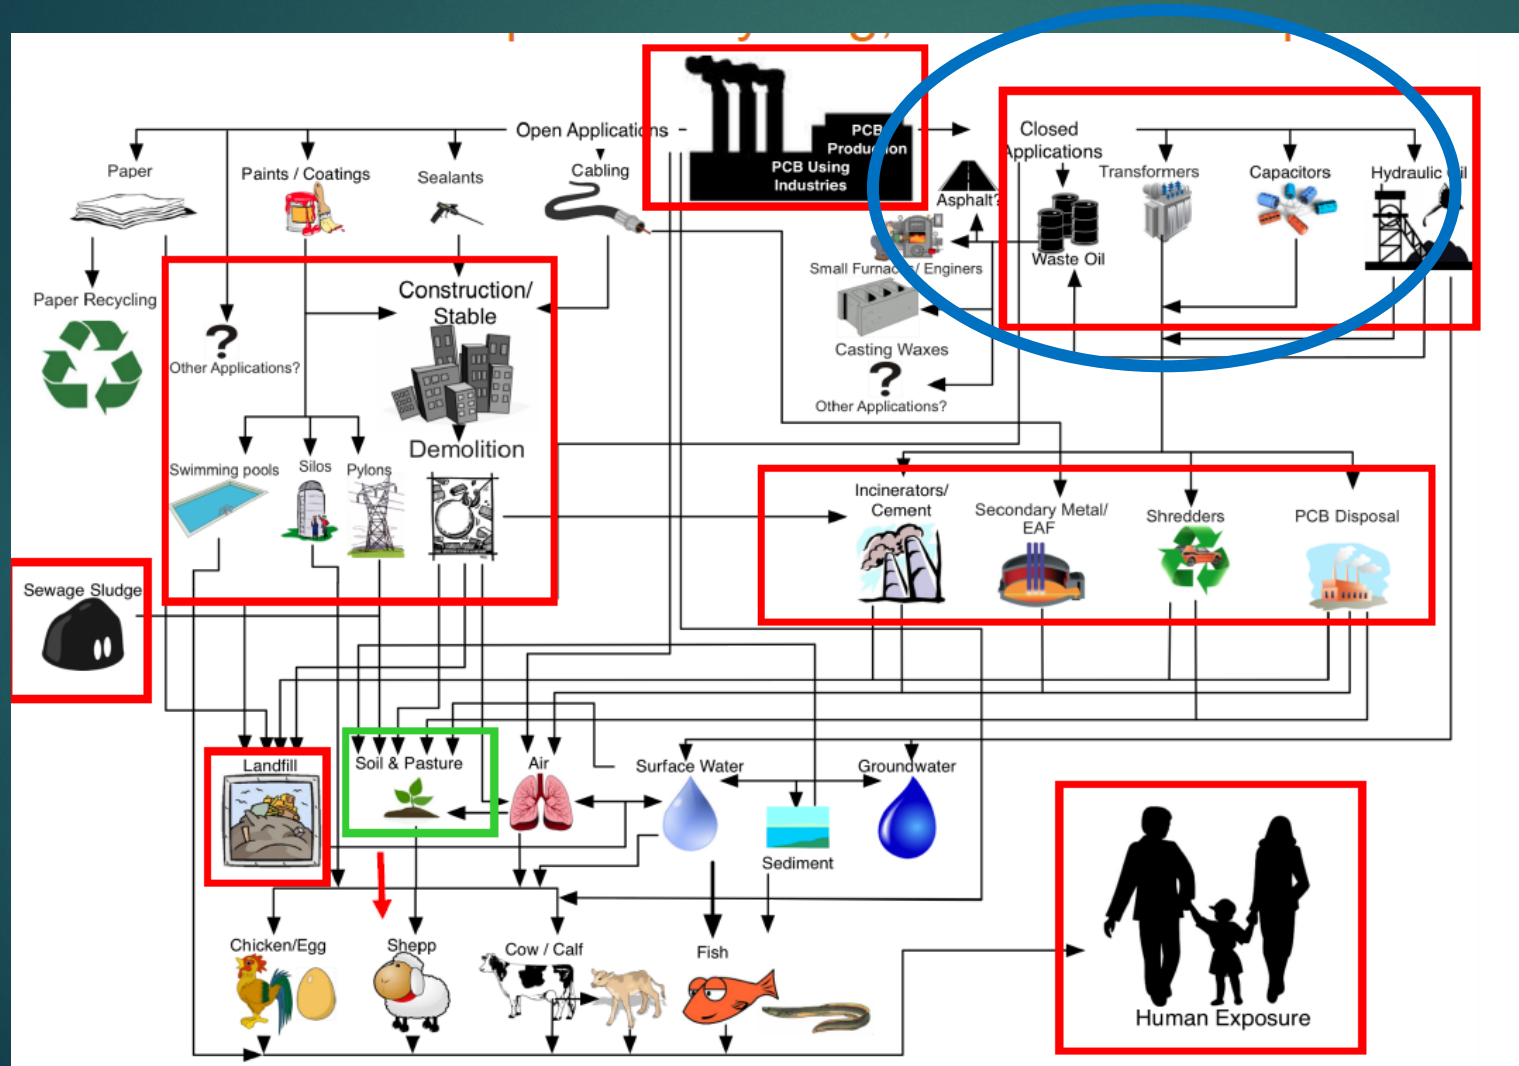 PCB
Production
PCB Using
Industries
Open Applications
Closed
Applications
Paper
Paints / Coatings
Sealants
Cabling
Asphalt?
Transformers
Capacitors
Hydraulic Oil
Small Furnaces/ Enginers
Waste Oil
Paper Recycling
?
Other Applications?
Construction/
Stable
Casting Waxes
?
Other Applications?
Demolition
Swimming pools
Silos
Pylons
Incinerators/
Cement
Secondary Metal/
EAF
Shredders
PCB Disposal
Sewage Sludge
Landfill
Soil & Pasture
Air
Surface Water
Groundwater
Sediment
Chicken/Egg
Shepp
Cow / Calf
Fish
Human Exposure